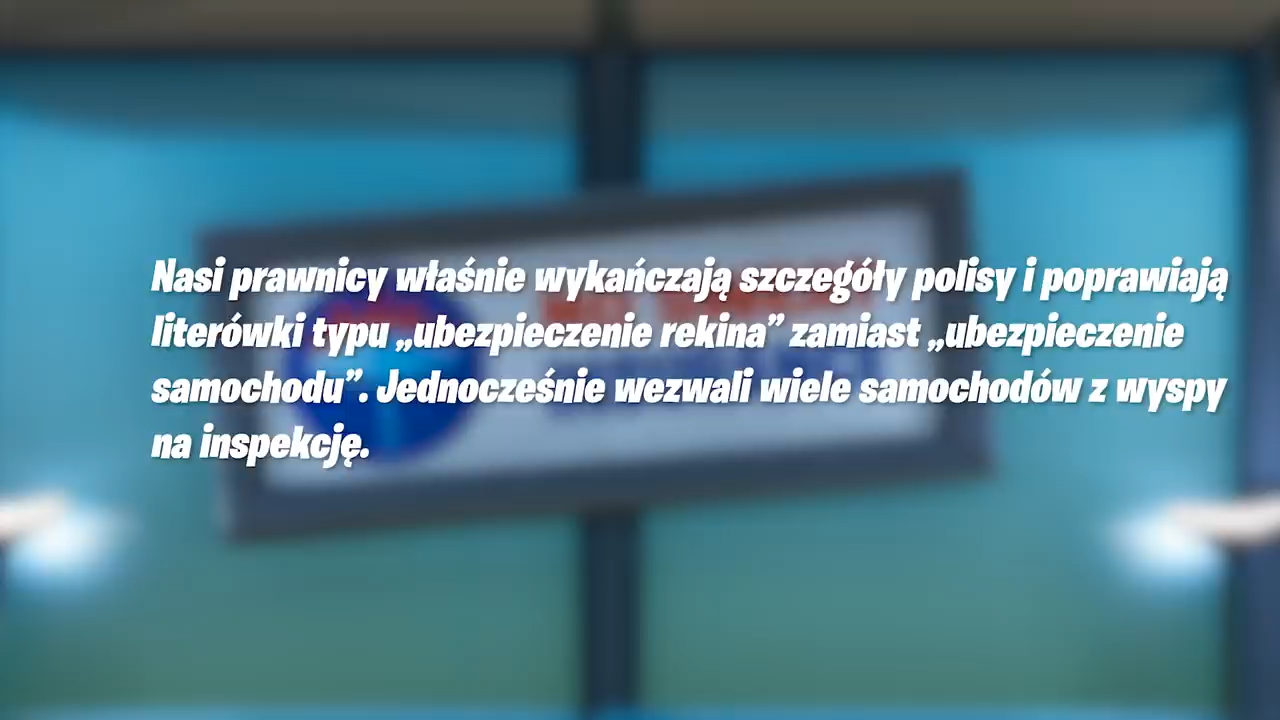 Nasi prawnicy właśnie wykańczają szczegóły polisy i poprawiają
literówki typu „ubezpieczenie rekina” zamiast „ubezpieczenie
samochodu”. Jednocześnie wezwali wiele samochodów z wyspy
na inspekcję.